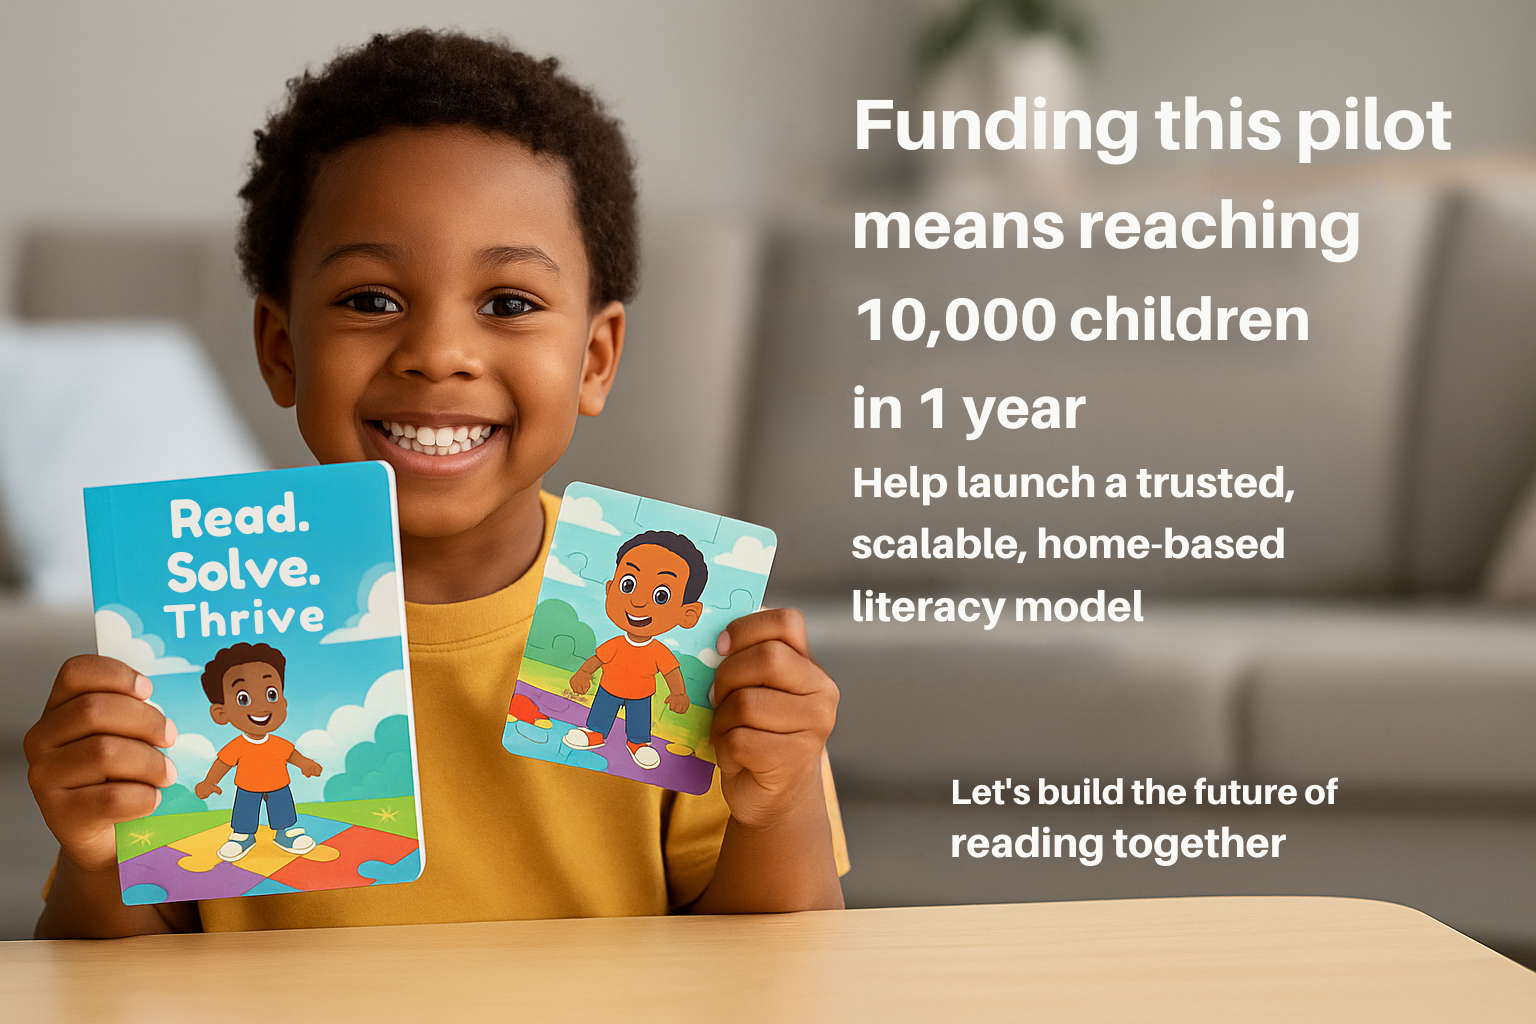 Funding this pilot
means reaching
10,000 children
in 1 year
Help launch a trusted,
scalable, home-based
literacy model
Read.
Solve.
Thrive
Let's build the future of
reading together